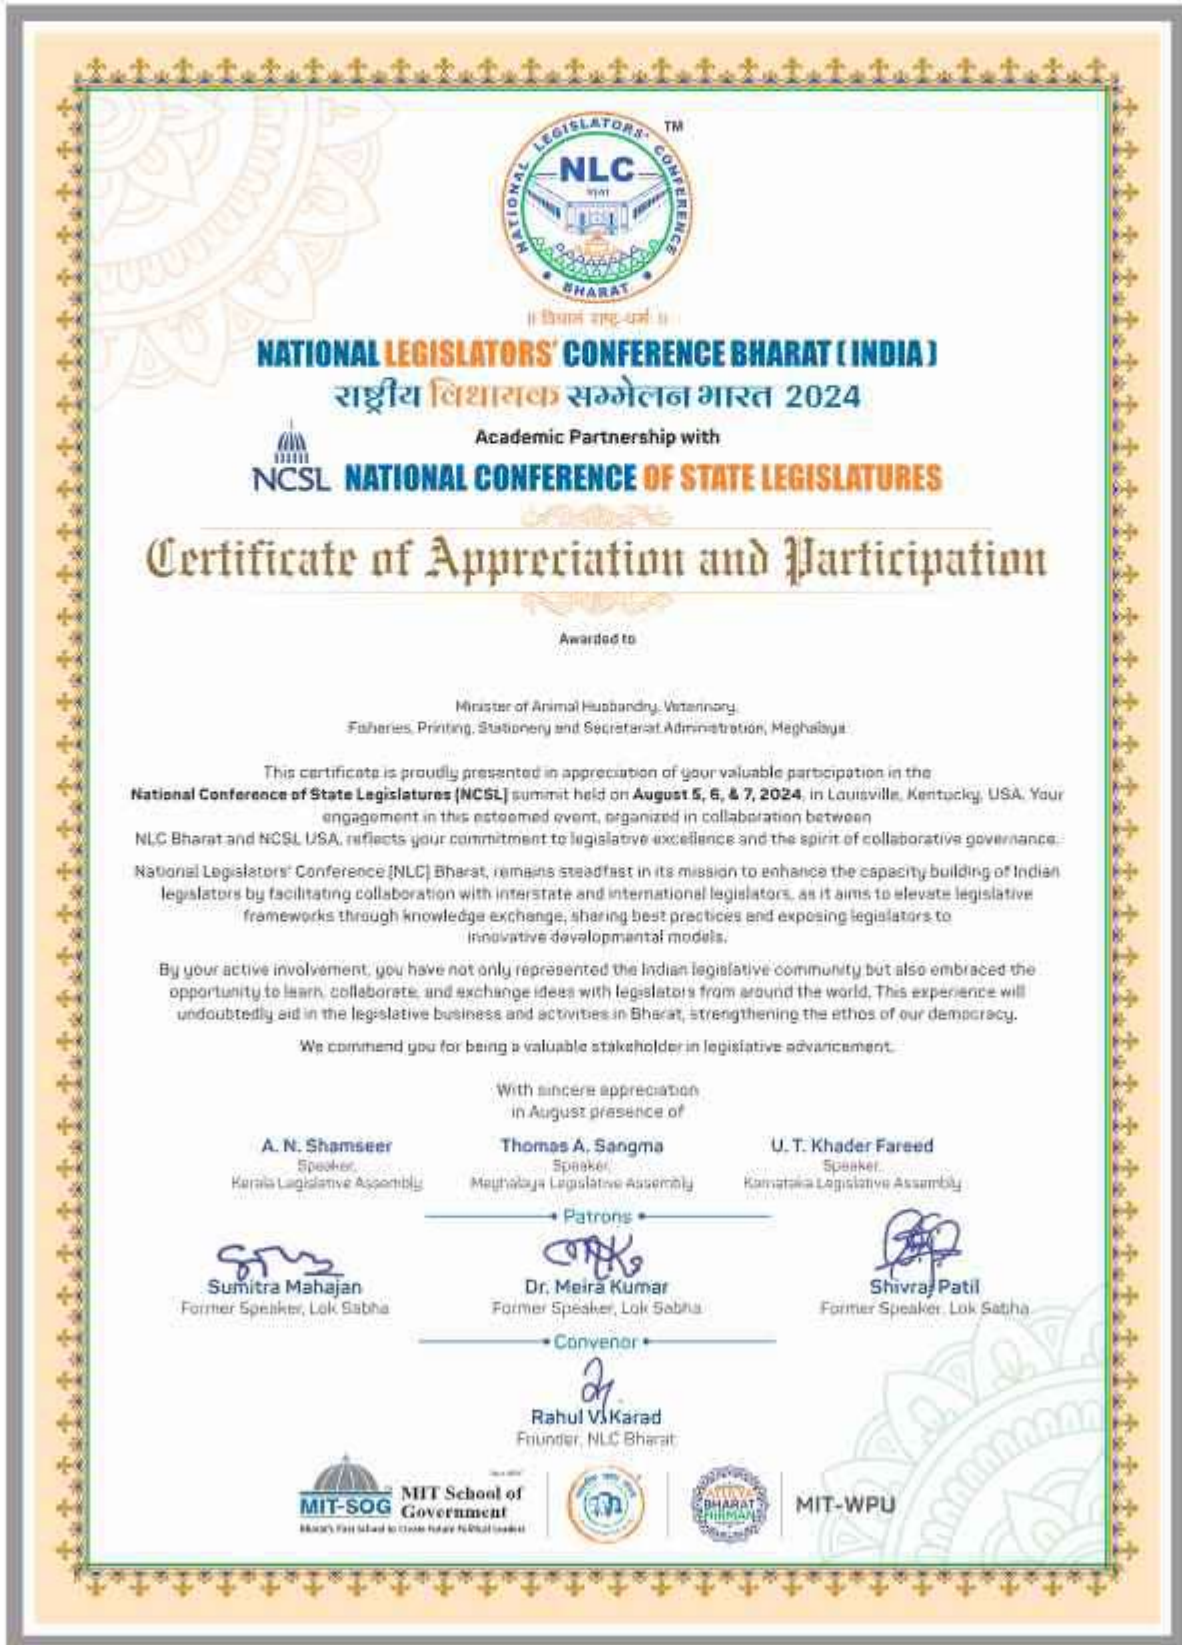 NATIONAL LEGISLATORS' CONFERENCE
NLC
BHARAT
TM
NATIONAL LEGISLATORS' CONFERENCE BHARAT ( INDIA )
राष्ट्रीय विधायक सम्मेलन भारत 2024
Academic Partnership with
NCSL NATIONAL CONFERENCE OF STATE LEGISLATURES
Certificate of Appreciation and Participation
Awarded to
Minister of Animal Husbandry, Veterinary,
Fisheries, Printing, Stationery and Secretariat Administration, Meghalaya
This certificate is proudly presented in appreciation of your valuable participation in the
National Conference of State Legislatures (NCSL) summit held on August 5, 6, & 7, 2024, in Louisville, Kentucky, USA. Your
engagement in this esteemed event, organized in collaboration between
NLC Bharat and NCSL USA, reflects your commitment to legislative excellence and the spirit of collaborative governance.
National Legislators' Conference (NLC) Bharat, remains steadfast in its mission to enhance the capacity building of Indian
legislators by facilitating collaboration with interstate and international legislators, as it aims to elevate legislative
frameworks through knowledge exchange, sharing best practices and exposing legislators to
innovative developmental models.
By your active involvement, you have not only represented the Indian legislative community but also embraced the
opportunity to learn, collaborate, and exchange ideas with legislators from around the world. This experience will
undoubtedly aid in the legislative business and activities in Bharat, strengthening the ethos of our democracy.
We commend you for being a valuable stakeholder in legislative advancement.
With sincere appreciation
in August presence of
A. N. Shamseer
Speaker,
Kerala Legislative Assembly
Thomas A. Sangma
Speaker,
Meghalaya Legislative Assembly
U. T. Khader Fareed
Speaker,
Karnataka Legislative Assembly
Patrons
Sumitra Mahajan
Former Speaker, Lok Sabha
Dr. Meira Kumar
Former Speaker, Lok Sabha
Shivraj Patil
Former Speaker, Lok Sabha
Convenor
Rahul V. Karad
Founder, NLC Bharat
MIT-SOG
MIT School of
Government
Bharat's First School to Create Future Political Leaders
BHARAT
NIRMAN
MIT-WPU